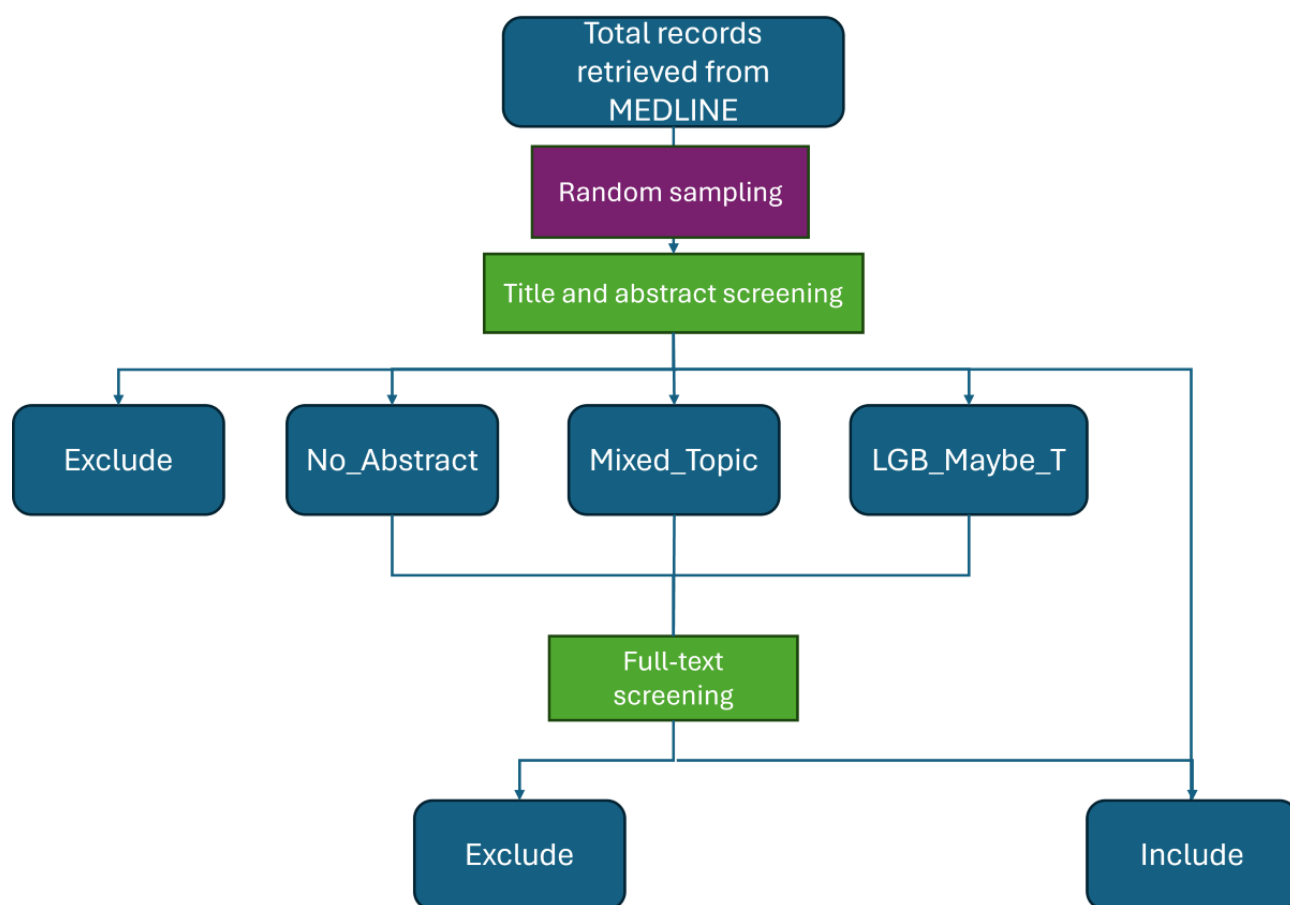 Total records
retrieved from
MEDLINE
Random sampling
Title and abstract screening
Exclude
No_Abstract
Mixed_Topic
LGB_Maybe_T
Full-text
screening
Exclude
Include